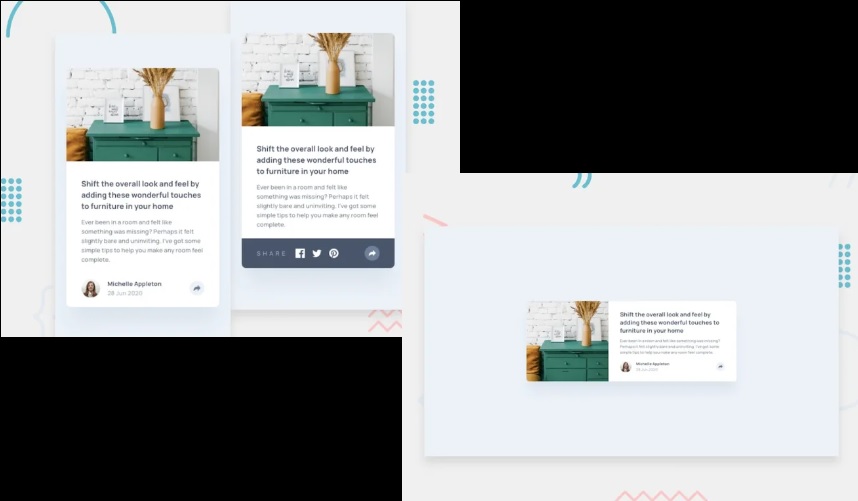 Shift the overall look and feel by
adding these wonderful touches
to furniture in your home
Ever been in a room and felt like
something was missing? Perhaps it felt
slightly bare and uninviting. I've got some
simple tips to help you make any room feel
complete.
Michelle Appleton
28 Jun 2020
Shift the overall look and feel by
adding these wonderful touches
to furniture in your home
Ever been in a room and felt like
something was missing? Perhaps it felt
slightly bare and uninviting. I've got some
simple tips to help you make any room feel
complete.
SHARE
Shift the overall look and feel by
adding these wonderful touches to
furniture in your home
Ever been in a room and felt like something was missing?
Perhaps it felt slightly bare and uninviting. I've got some
simple tips to help you make any room feel complete.
Michelle Appleton
28 Jun 2020